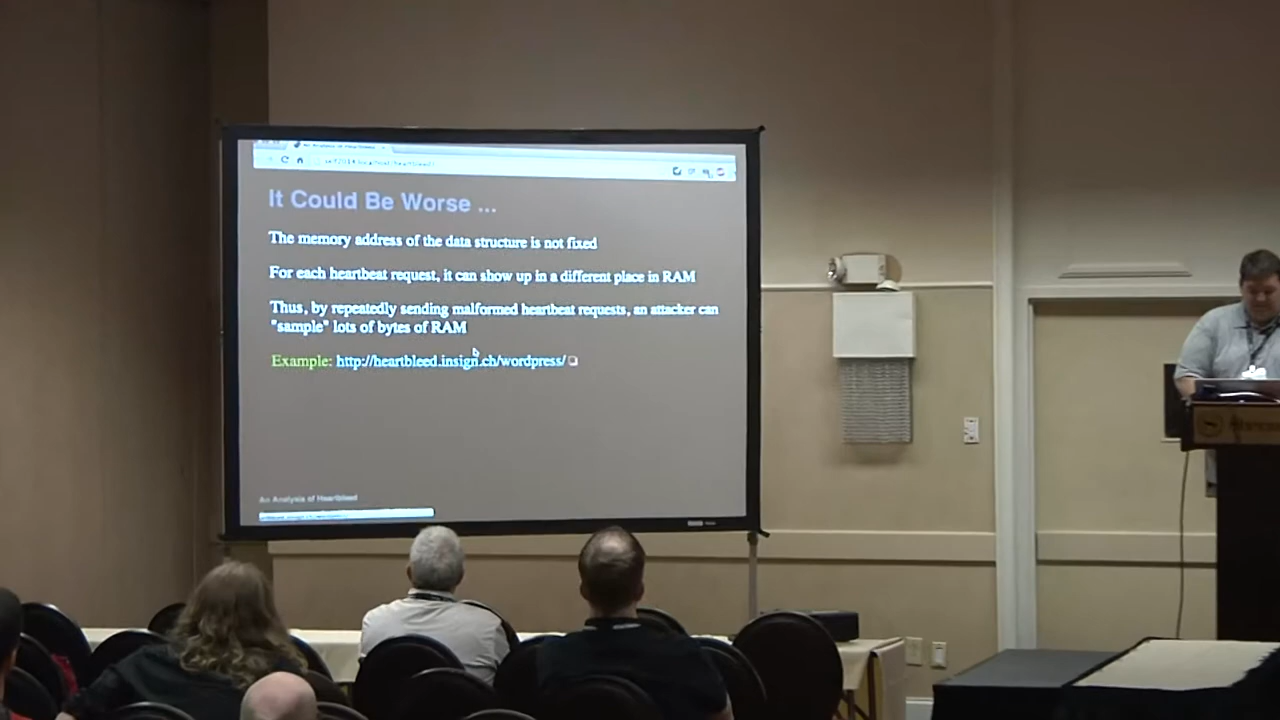 It Could Be Worse ...
The memory address of the data structure is not fixed
For each heartbeat request, it can show up in a different place in RAM
Thus, by repeatedly sending malformed heartbeat requests, an attacker can
"sample" lots of bytes of RAM
Example: http://heartbleed.insign.ch/wordpress/
An Analysis of Heartbleed